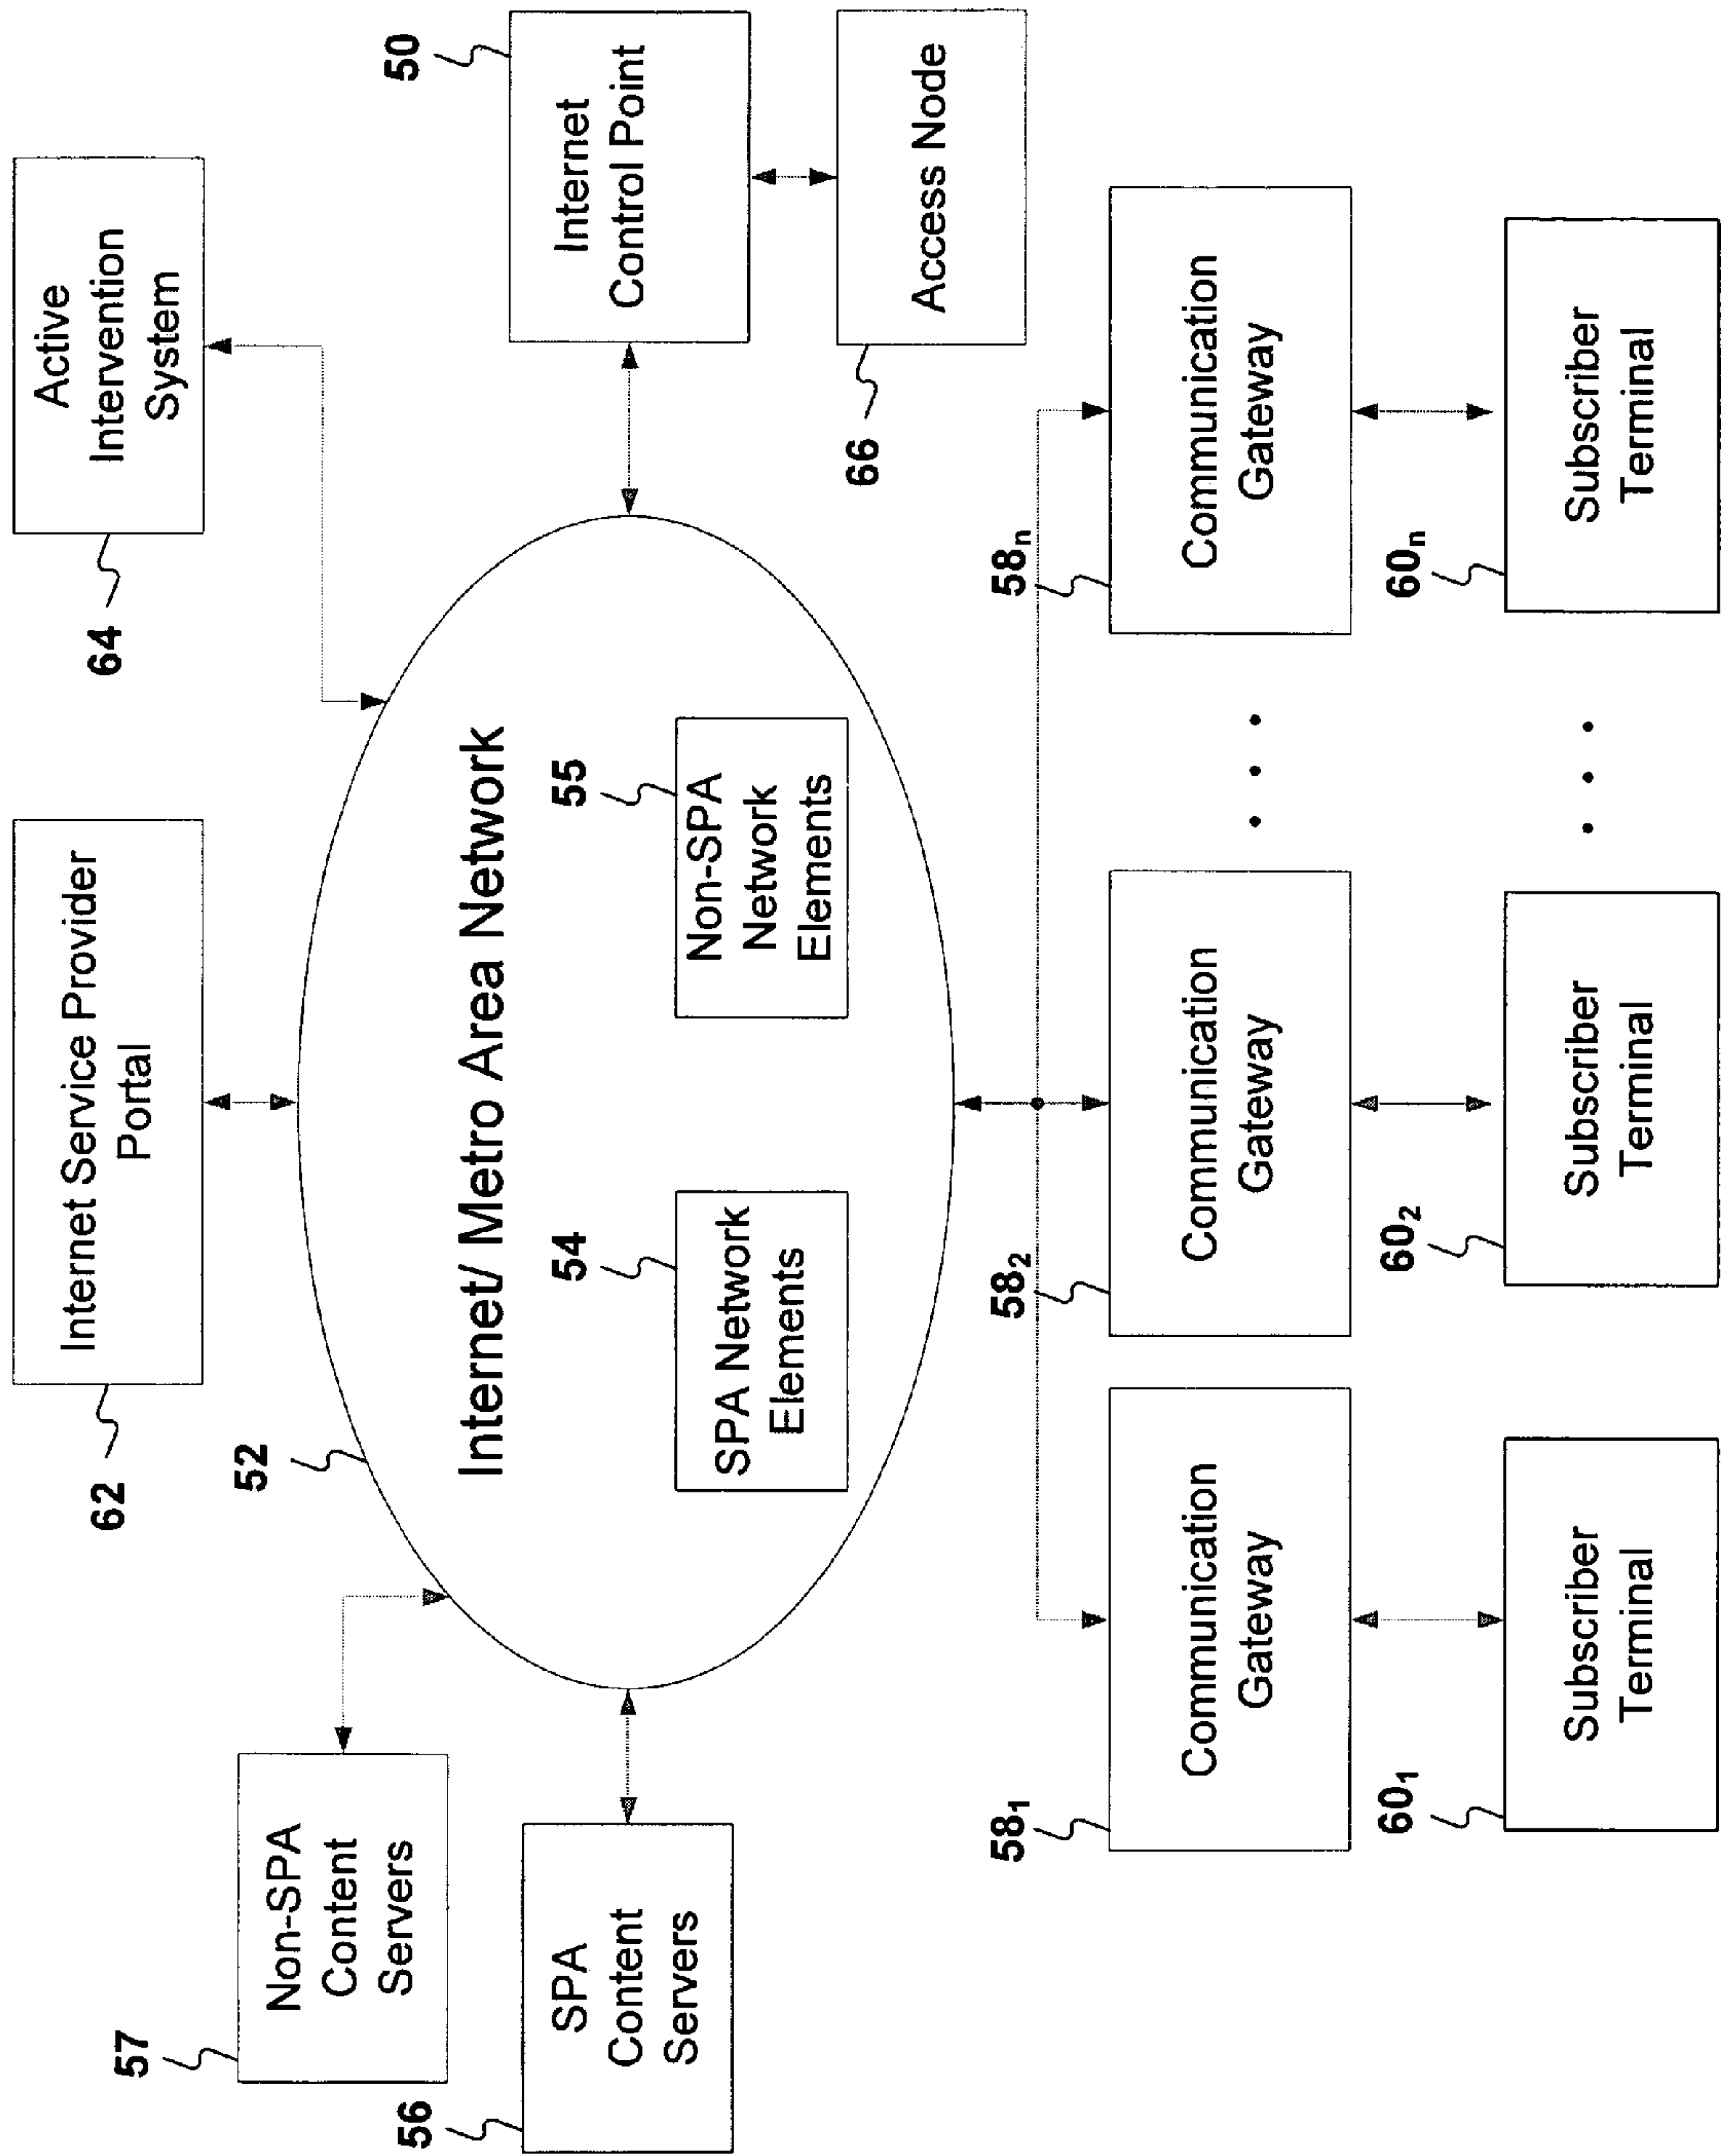 62
Internet Service Provider
Portal
64
Active
Intervention
System
52
57
Non-SPA
Content
Servers
56
SPA
Content
Servers
Internet/ Metro Area Network
54
SPA Network
Elements
55
Non-SPA
Network
Elements
50
Internet
Control Point
66
Access Node
58₁
Communication
Gateway
58₂
Communication
Gateway
• • •
58ₙ
Communication
Gateway
60₁
Subscriber
Terminal
60₂
Subscriber
Terminal
• • •
60ₙ
Subscriber
Terminal